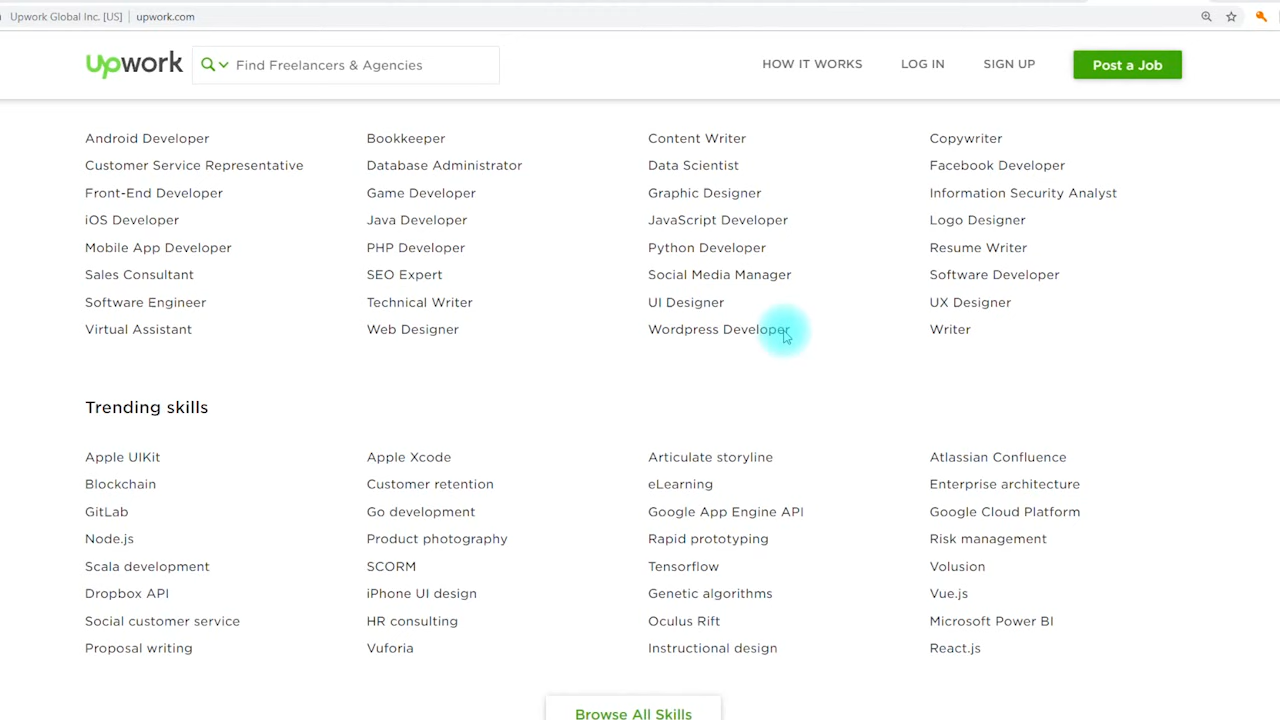 Upwork Global Inc. [US] upwork.com
upwork Find Freelancers & Agencies HOW IT WORKS LOG IN SIGN UP Post a Job
Android Developer Bookkeeper Content Writer Copywriter
Customer Service Representative Database Administrator Data Scientist Facebook Developer
Front-End Developer Game Developer Graphic Designer Information Security Analyst
iOS Developer Java Developer JavaScript Developer Logo Designer
Mobile App Developer PHP Developer Python Developer Resume Writer
Sales Consultant SEO Expert Social Media Manager Software Developer
Software Engineer Technical Writer UI Designer UX Designer
Virtual Assistant Web Designer Wordpress Developer Writer
Trending skills
Apple UIKit Apple Xcode Articulate storyline Atlassian Confluence
Blockchain Customer retention eLearning Enterprise architecture
GitLab Go development Google App Engine API Google Cloud Platform
Node.js Product photography Rapid prototyping Risk management
Scala development SCORM Tensorflow Volusion
Dropbox API iPhone UI design Genetic algorithms Vue.js
Social customer service HR consulting Oculus Rift Microsoft Power BI
Proposal writing Vuforia Instructional design React.js
Browse All Skills